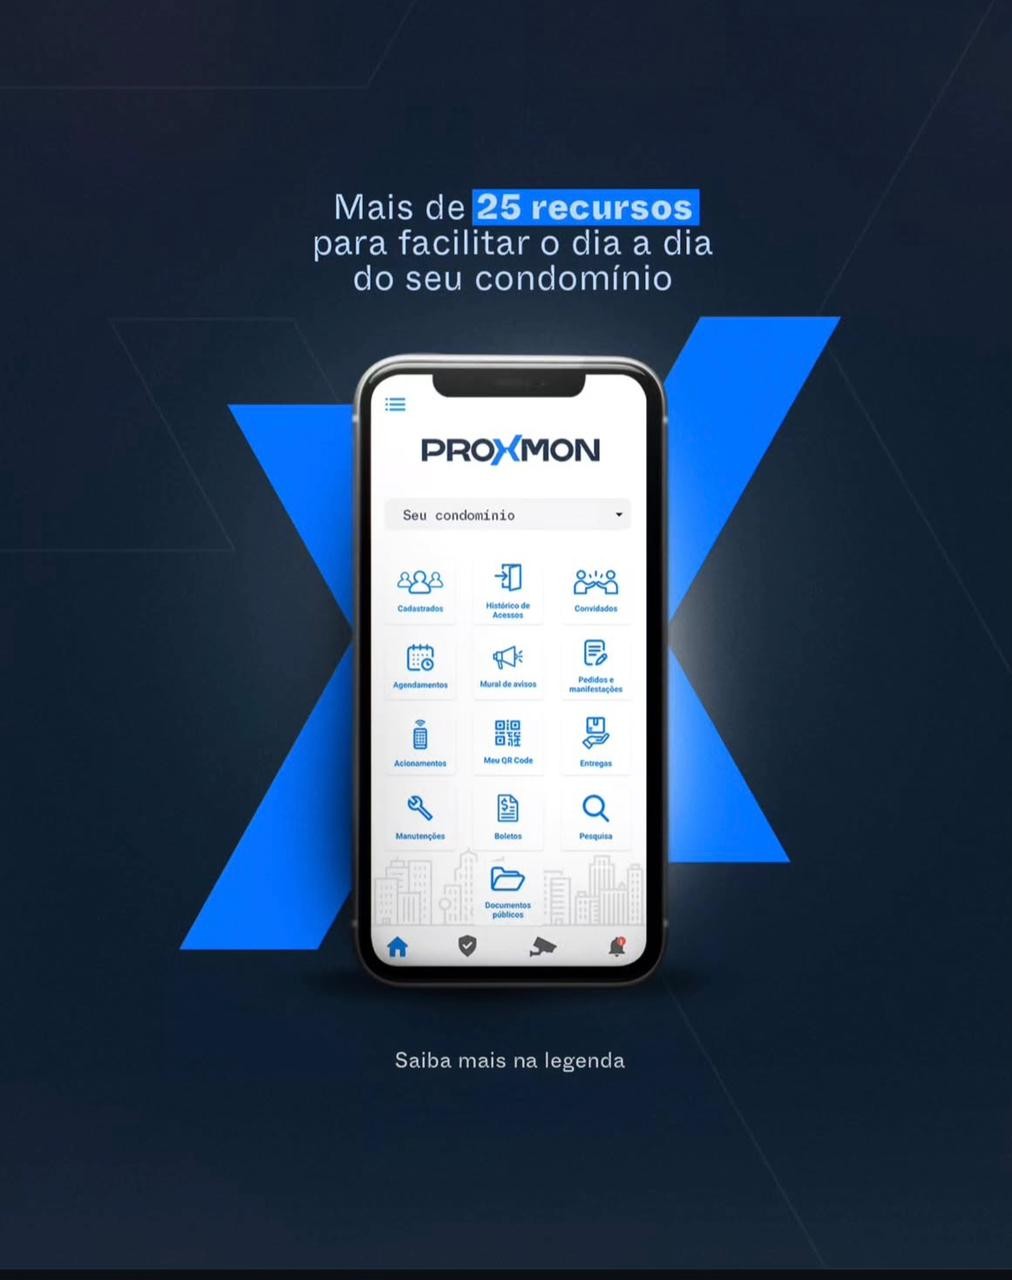 Mais de 25 recursos
para facilitar o dia a dia
do seu condomínio
PROXMON
Seu condomínio
Cadastrados
Histórico de
Acessos
Convidados
Agendamentos
Mural de avisos
Pedidos e
manifestações
Acionamentos
Meu QR Code
Entregas
Manutenções
Boletos
Pesquisa
Documentos
públicos
Saiba mais na legenda